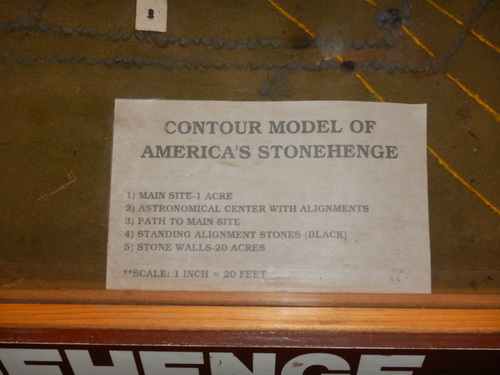 CONTOUR MODEL OF
AMERICA'S STONEHENGE
1) MAIN SITE-1 ACRE
2) ASTRONOMICAL CENTER WITH ALIGNMENTS
3) PATH TO MAIN SITE
4) STANDING ALIGNMENT STONES (BLACK)
5) STONE WALLS-20 ACRES
**SCALE: 1 INCH = 20 FEET
EHENGE